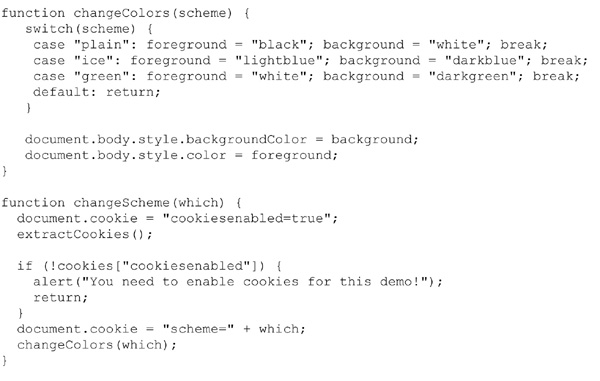 function changeColors(scheme) {
   switch(scheme) {
    case "plain": foreground = "black"; background = "white"; break;
    case "ice": foreground = "lightblue"; background = "darkblue"; break;
    case "green": foreground = "white"; background = "darkgreen"; break;
    default: return;
   }

   document.body.style.backgroundColor = background;
   document.body.style.color = foreground;
}

function changeScheme(which) {
  document.cookie = "cookiesenabled=true";
  extractCookies();

  if (!cookies["cookiesenabled"]) {
    alert("You need to enable cookies for this demo!");
    return;
  }
  document.cookie = "scheme=" + which;
  changeColors(which);
}